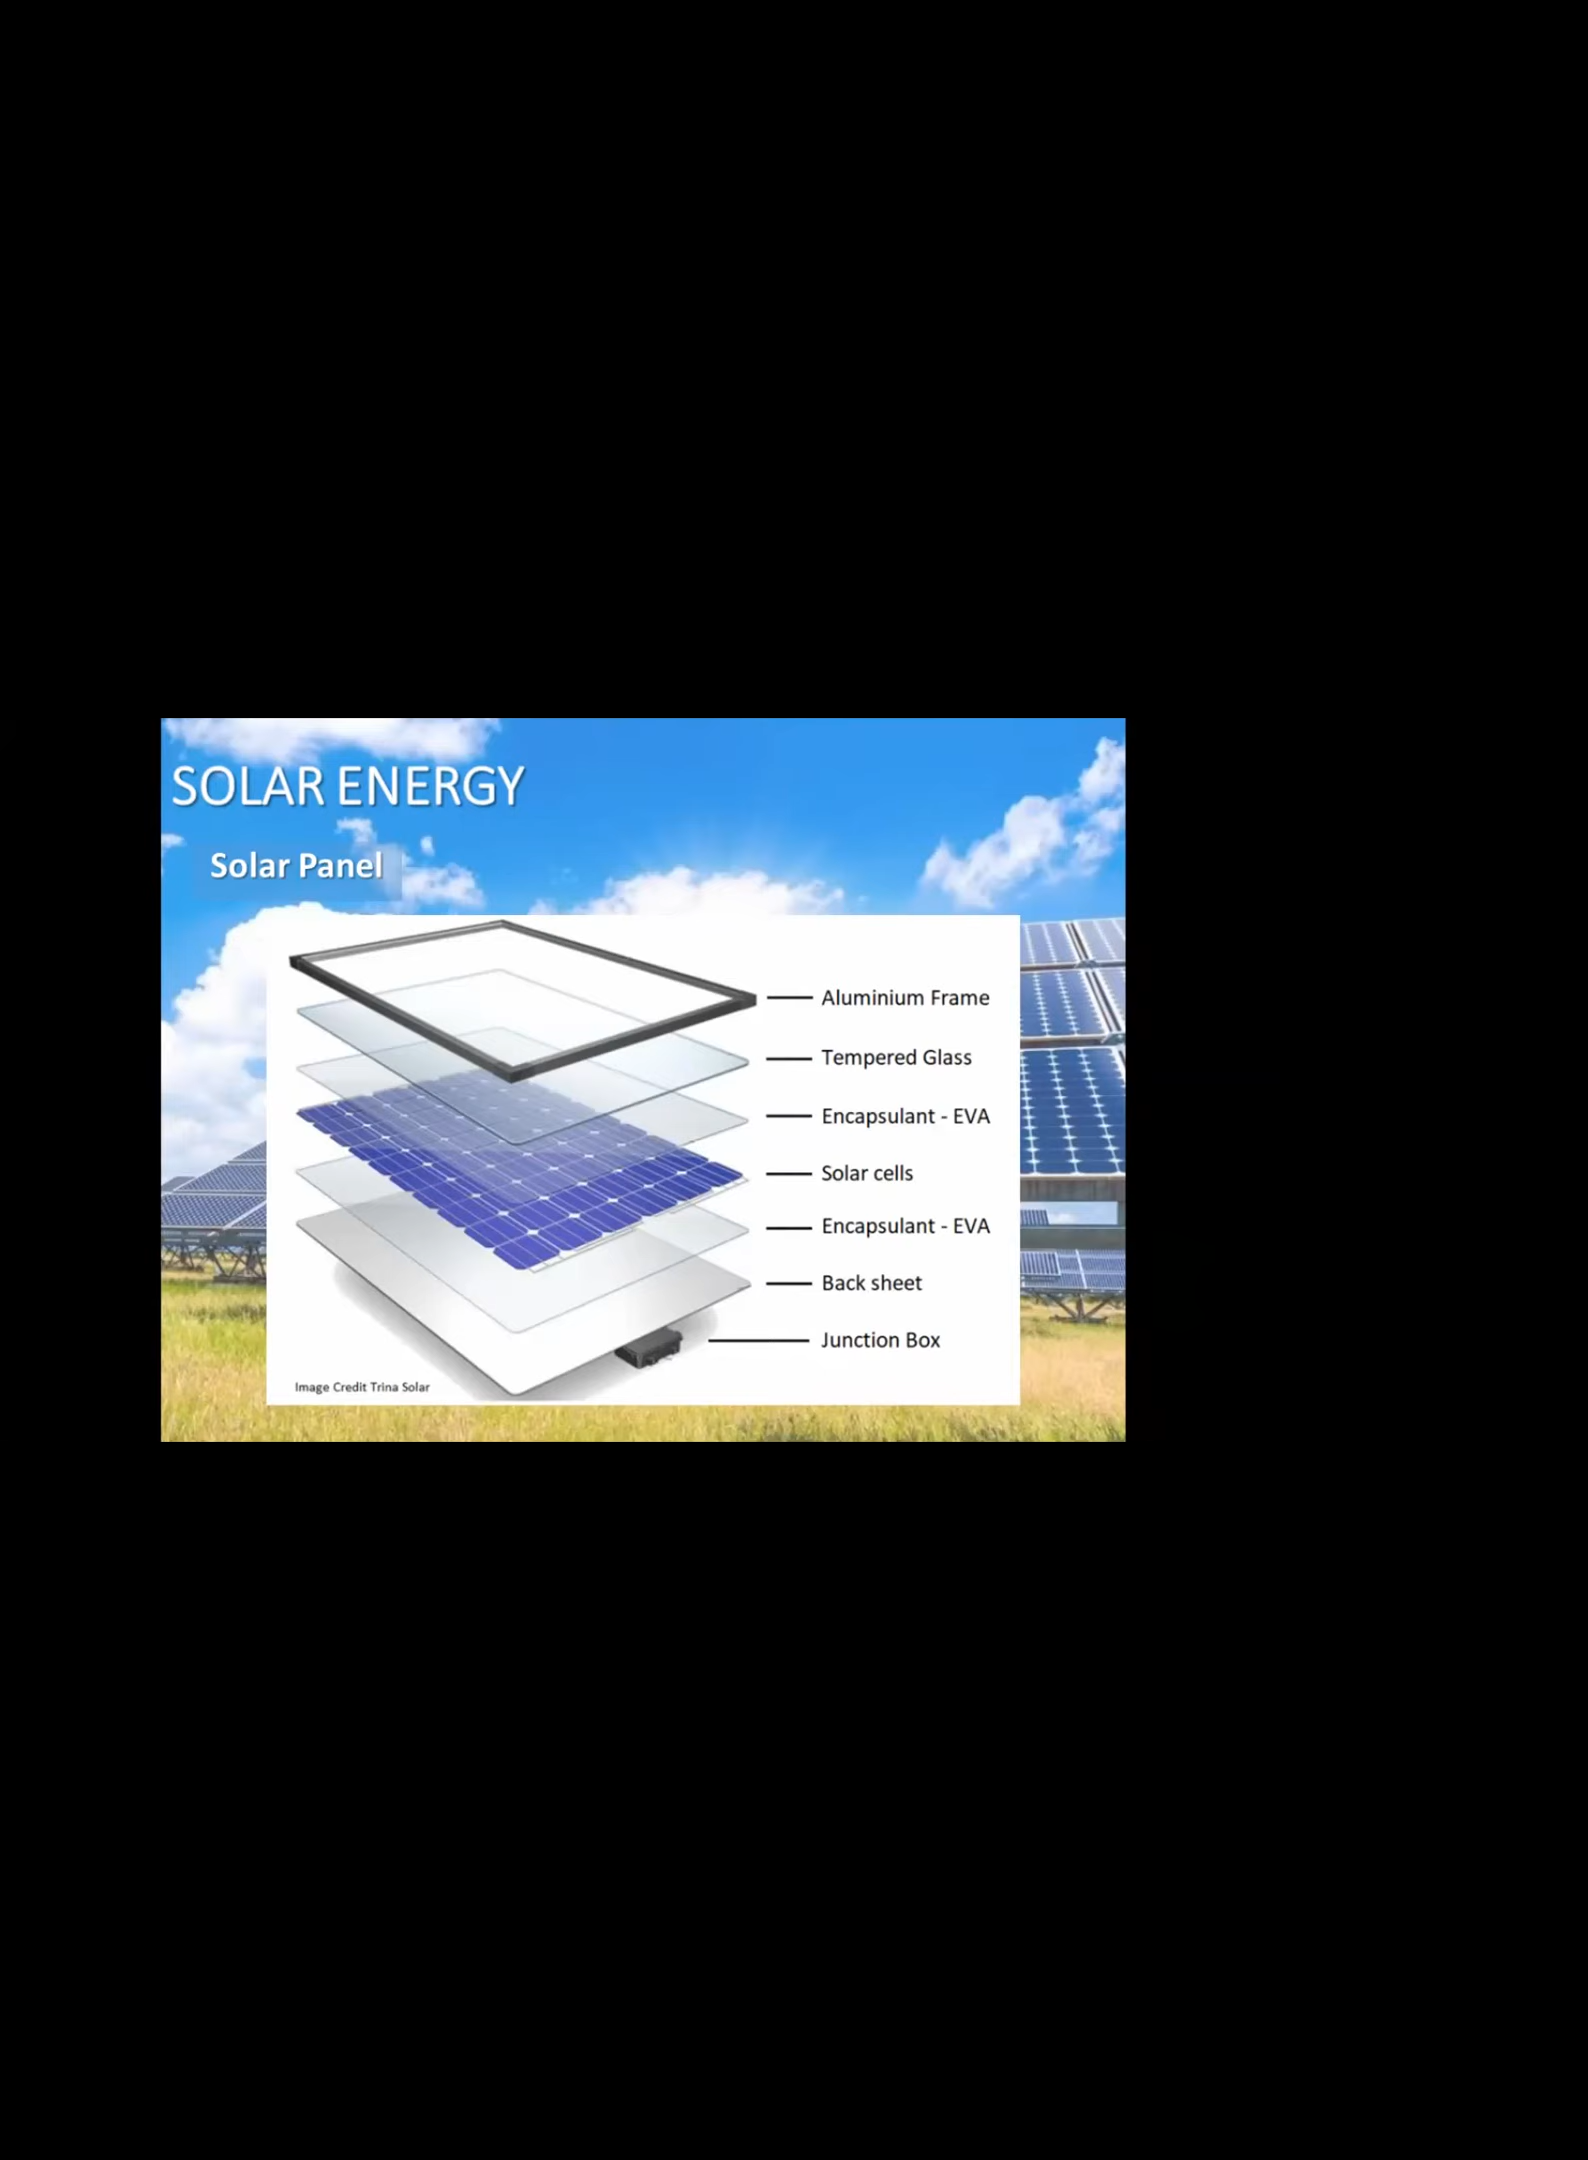 SOLAR ENERGY
Solar Panel
Aluminium Frame
Tempered Glass
Encapsulant - EVA
Solar cells
Encapsulant - EVA
Back sheet
Junction Box
Image Credit Trina Solar